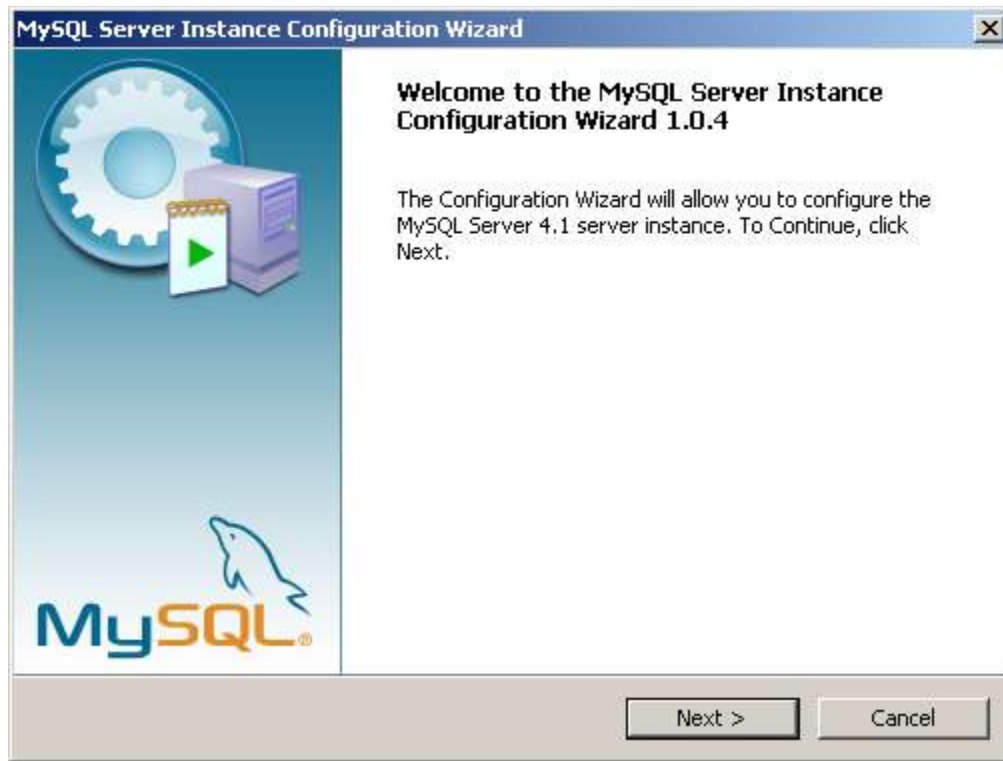 MySQL Server Instance Configuration Wizard
Welcome to the MySQL Server Instance
Configuration Wizard 1.0.4
The Configuration Wizard will allow you to configure the
MySQL Server 4.1 server instance. To Continue, click
Next.
MySQL®
Next >
Cancel